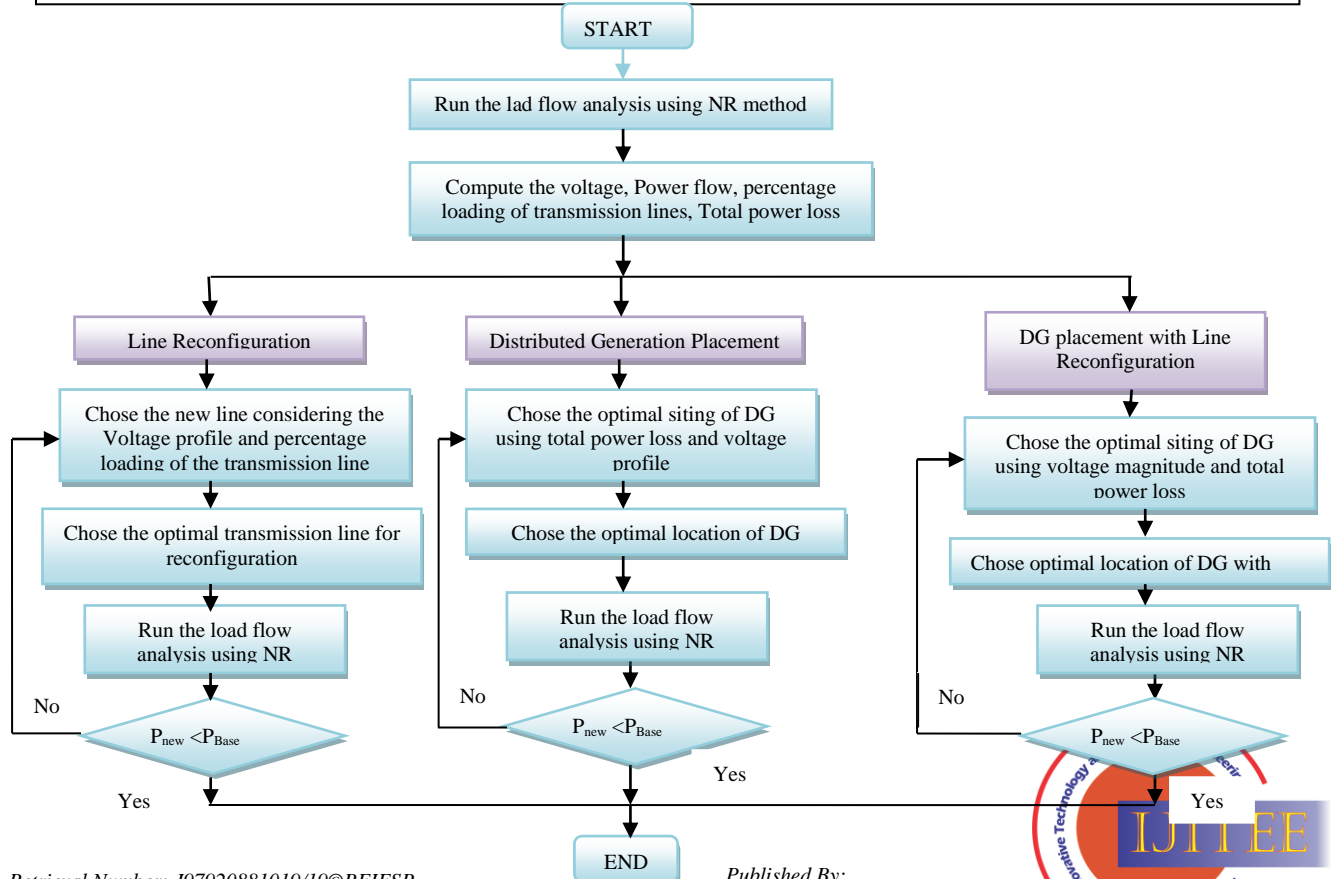 START
Run the lad flow analysis using NR method
Compute the voltage, Power flow, percentage
loading of transmission lines, Total power loss
Line Reconfiguration
Distributed Generation Placement
DG placement with Line
Reconfiguration
Chose the new line considering the
Voltage profile and percentage
loading of the transmission line
Chose the optimal siting of DG
using total power loss and voltage
profile
Chose the optimal siting of DG
using voltage magnitude and total
power loss
Chose the optimal transmission line for
reconfiguration
Chose the optimal location of DG
Chose optimal location of DG with
Run the load flow
analysis using NR
Run the load flow
analysis using NR
Run the load flow
analysis using NR
No
No
No
Pnew <PBase
Pnew <PBase
Pnew <PBase
Yes
Yes
Yes
END
IJITEE
Published By: